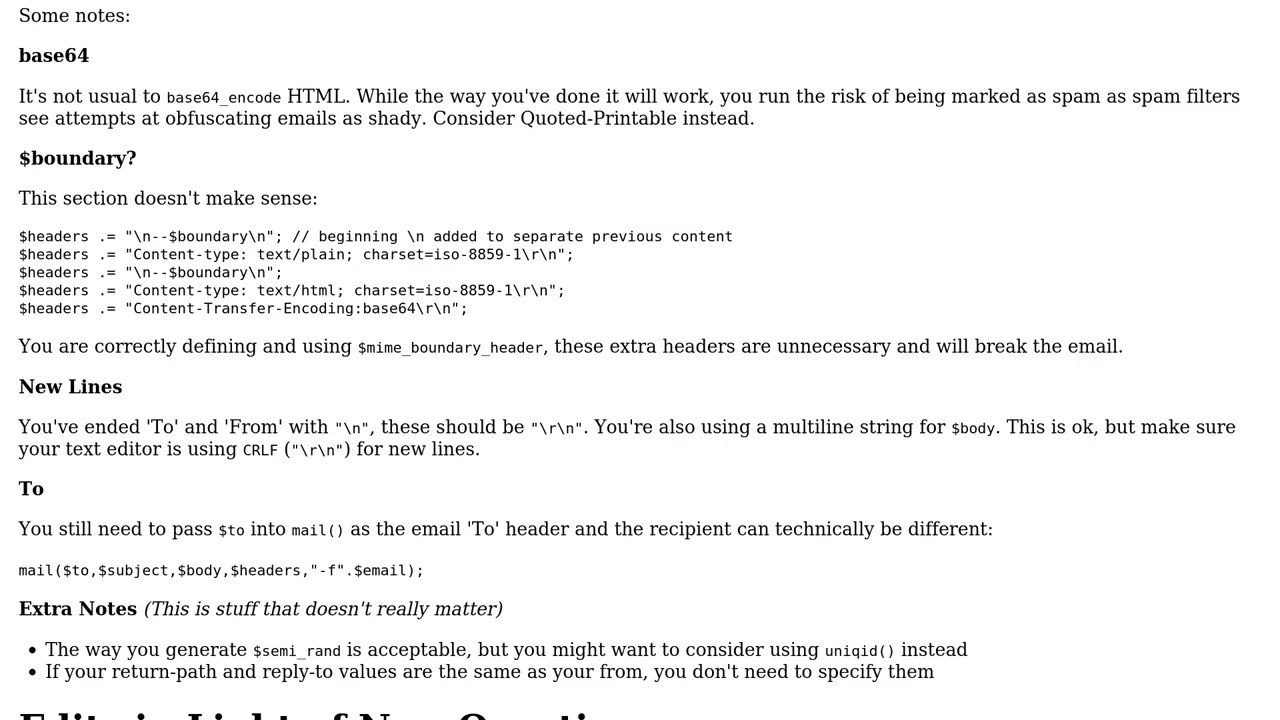 Some notes:
base64
It's not usual to base64_encode HTML. While the way you've done it will work, you run the risk of being marked as spam as spam filters
see attempts at obfuscating emails as shady. Consider Quoted-Printable instead.
$boundary?
This section doesn't make sense:
$headers .= "\n--$boundary\n"; // beginning \n added to separate previous content
$headers .= "Content-type: text/plain; charset=iso-8859-1\r\n";
$headers .= "\n--$boundary\n";
$headers .= "Content-type: text/html; charset=iso-8859-1\r\n";
$headers .= "Content-Transfer-Encoding:base64\r\n";
You are correctly defining and using $mime_boundary_header, these extra headers are unnecessary and will break the email.
New Lines
You've ended 'To' and 'From' with "\n", these should be "\r\n". You're also using a multiline string for $body. This is ok, but make sure
your text editor is using CRLF ("\r\n") for new lines.
To
You still need to pass $to into mail() as the email 'To' header and the recipient can technically be different:
mail($to,$subject,$body,$headers,"-f".$email);
Extra Notes (This is stuff that doesn't really matter)
• The way you generate $semi_rand is acceptable, but you might want to consider using uniqid() instead
• If your return-path and reply-to values are the same as your from, you don't need to specify them